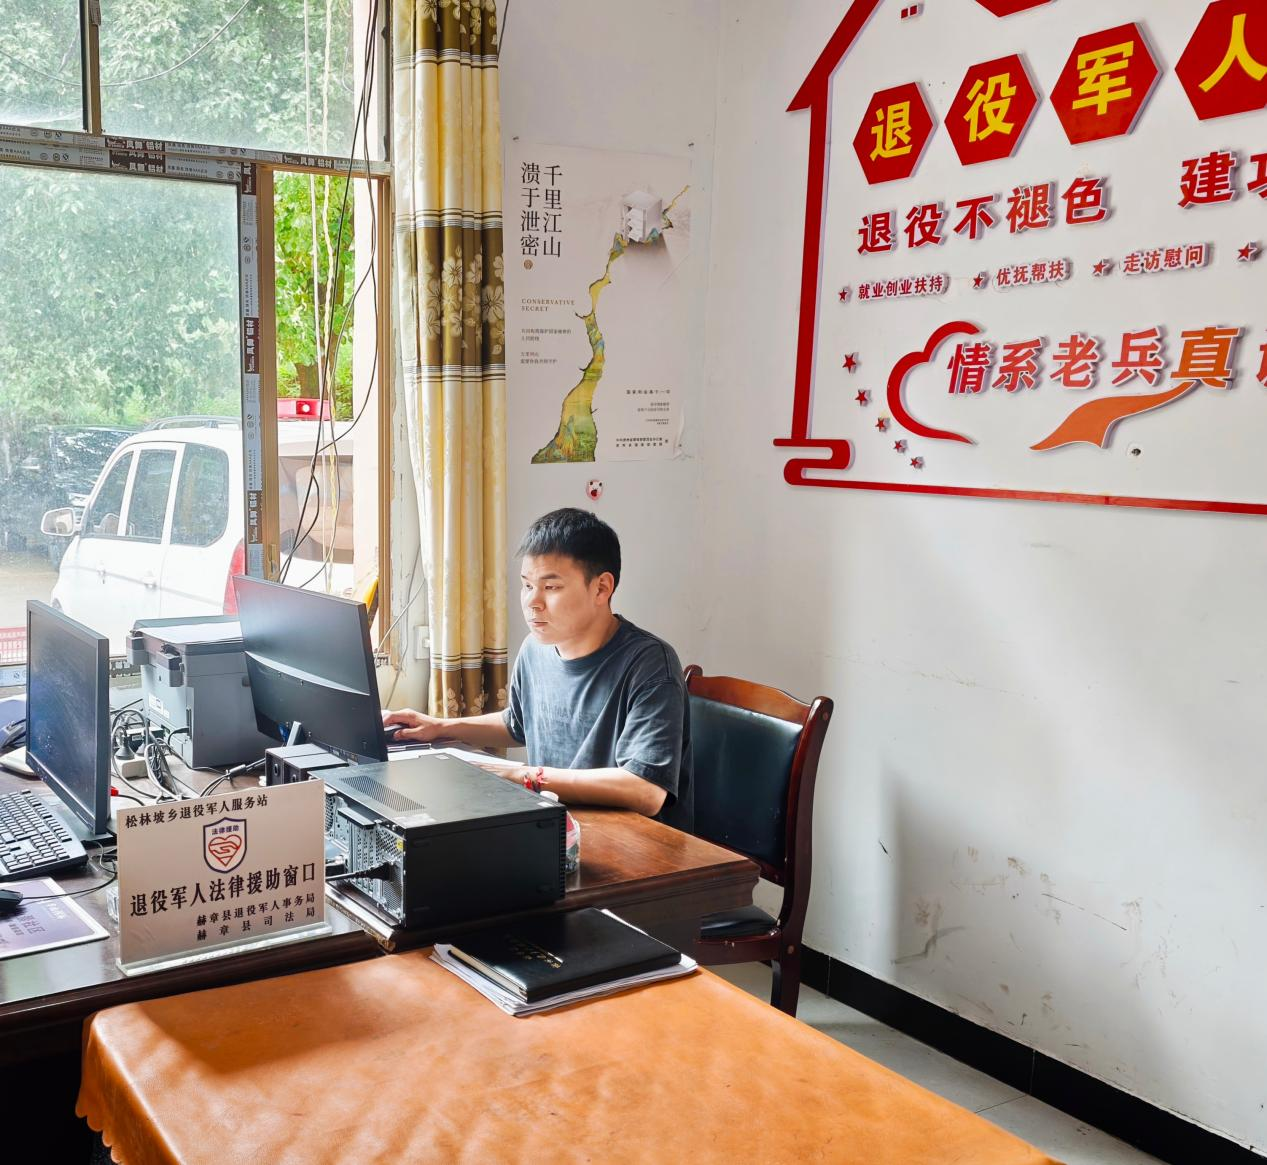 退役军人
退役不褪色 建功
就业创业扶持 优抚帮扶 走访慰问
情系老兵真
千里江山
溃于泄密
CONSERVATIVE
SECRET
松林坡乡退役军人服务站
法律援助
退役军人法律援助窗口
赫章县退役军人事务局
赫章县司法局
凤舞 铝材